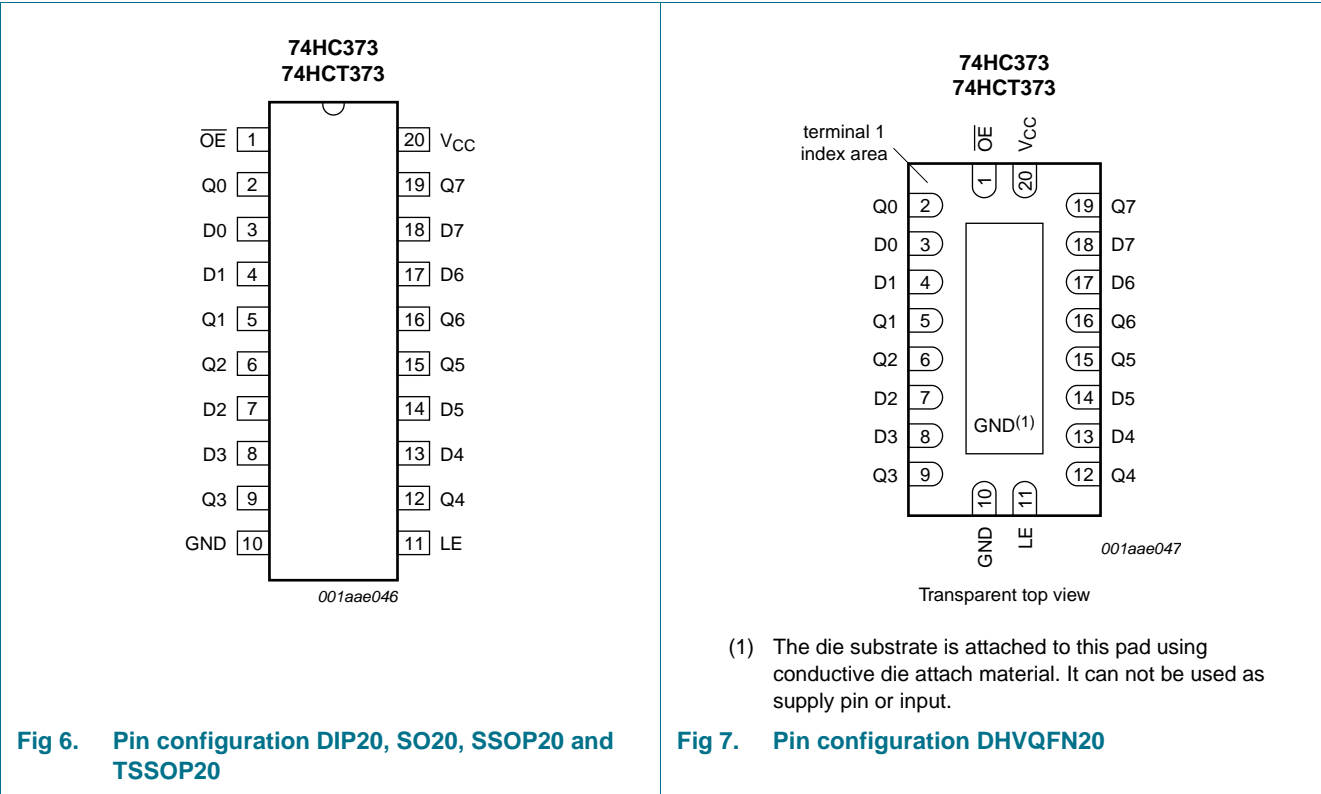 74HC373
74HCT373
OE 1 20 VCC
Q0 2 19 Q7
D0 3 18 D7
D1 4 17 D6
Q1 5 16 Q6
Q2 6 15 Q5
D2 7 14 D5
D3 8 13 D4
Q3 9 12 Q4
GND 10 11 LE
001aae046
Fig 6. Pin configuration DIP20, SO20, SSOP20 and
TSSOP20
74HC373
74HCT373
terminal 1
index area
OE VCC
1 20
Q0 2 19 Q7
D0 3 18 D7
D1 4 17 D6
Q1 5 16 Q6
Q2 6 15 Q5
D2 7 14 D5
GND(1)
D3 8 13 D4
Q3 9 12 Q4
10 11
GND LE
001aae047
Transparent top view
(1) The die substrate is attached to this pad using
conductive die attach material. It can not be used as
supply pin or input.
Fig 7. Pin configuration DHVQFN20